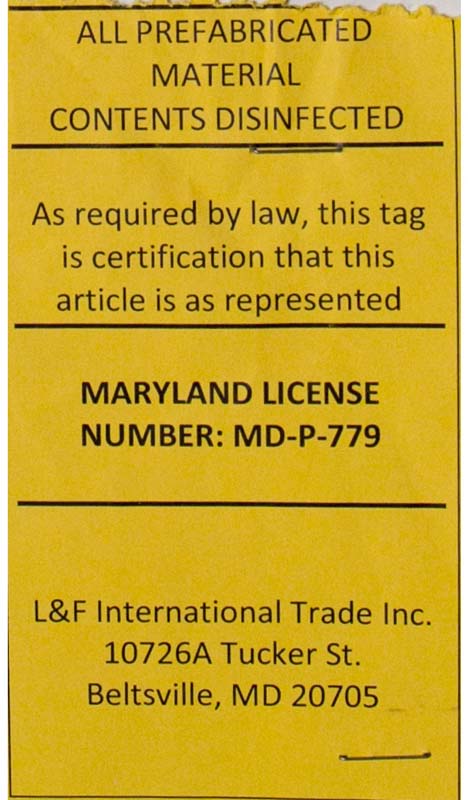 ALL PREFABRICATED
MATERIAL
CONTENTS DISINFECTED
As required by law, this tag
is certification that this
article is as represented
MARYLAND LICENSE
NUMBER: MD-P-779
L&F International Trade Inc.
10726A Tucker St.
Beltsville, MD 20705